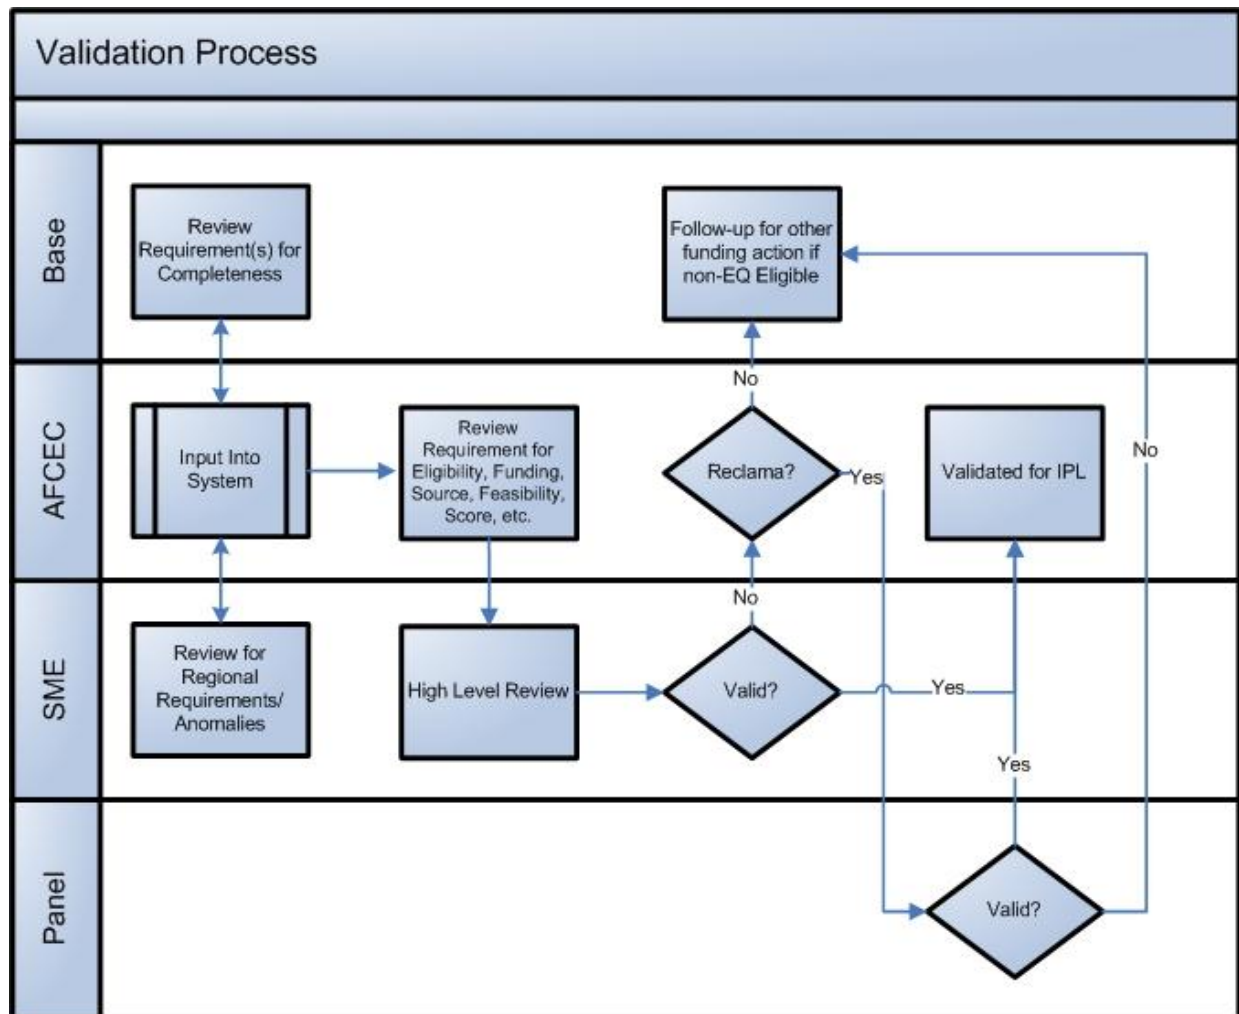 Validation Process
Base
Review
Requirement(s) for
Completeness
Follow-up for other
funding action if
non-EQ Eligible
No
AFCEC
Input Into
System
Review
Requirement for
Eligibility, Funding,
Source, Feasibility,
Score, etc.
Reclama?
Yes
Validated for IPL
No
No
SME
Review for
Regional
Requirements/
Anomalies
High Level Review
Valid?
Yes
Yes
Panel
Valid?